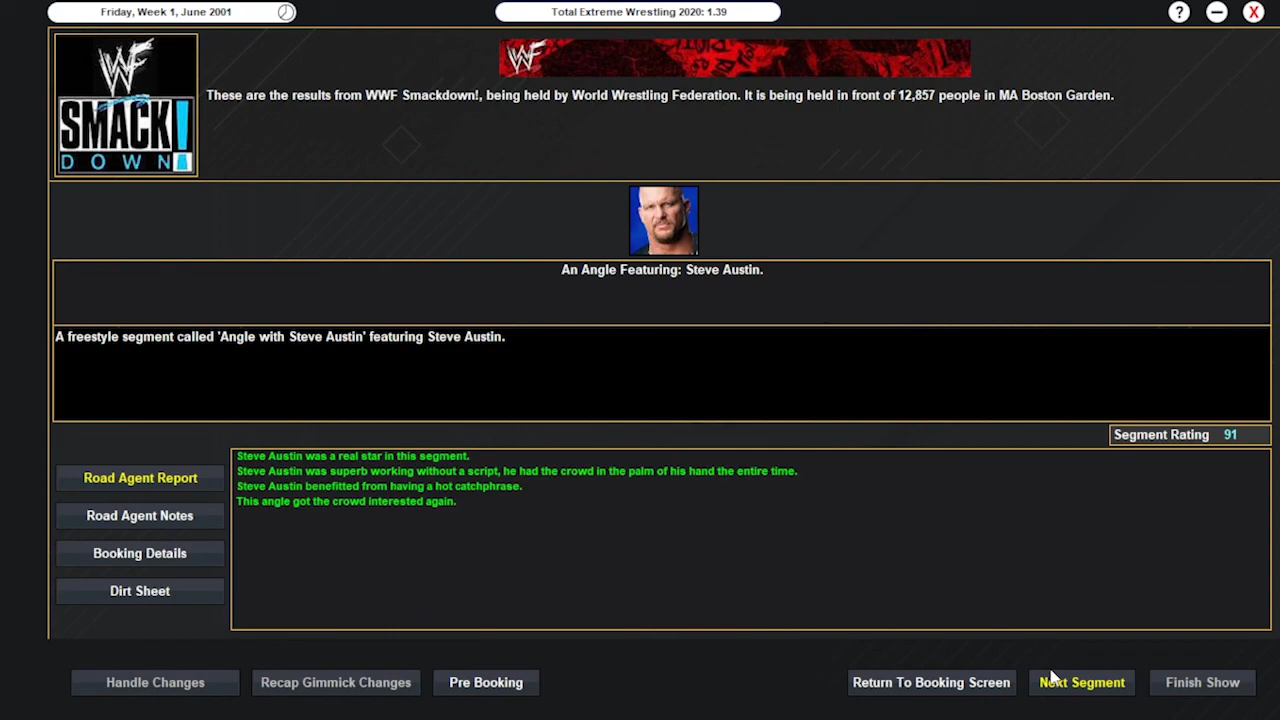 Friday, Week 1, June 2001
Total Extreme Wrestling 2020: 1.39
? X
WF
SMACK!
DOWN!
WF
These are the results from WWF Smackdown!, being held by World Wrestling Federation. It is being held in front of 12,857 people in MA Boston Garden.
An Angle Featuring: Steve Austin.
A freestyle segment called 'Angle with Steve Austin' featuring Steve Austin.
Segment Rating 91
Road Agent Report
Road Agent Notes
Booking Details
Dirt Sheet
Steve Austin was a real star in this segment.
Steve Austin was superb working without a script, he had the crowd in the palm of his hand the entire time.
Steve Austin benefitted from having a hot catchphrase.
This angle got the crowd interested again.
Handle Changes
Recap Gimmick Changes
Pre Booking
Return To Booking Screen
Next Segment
Finish Show